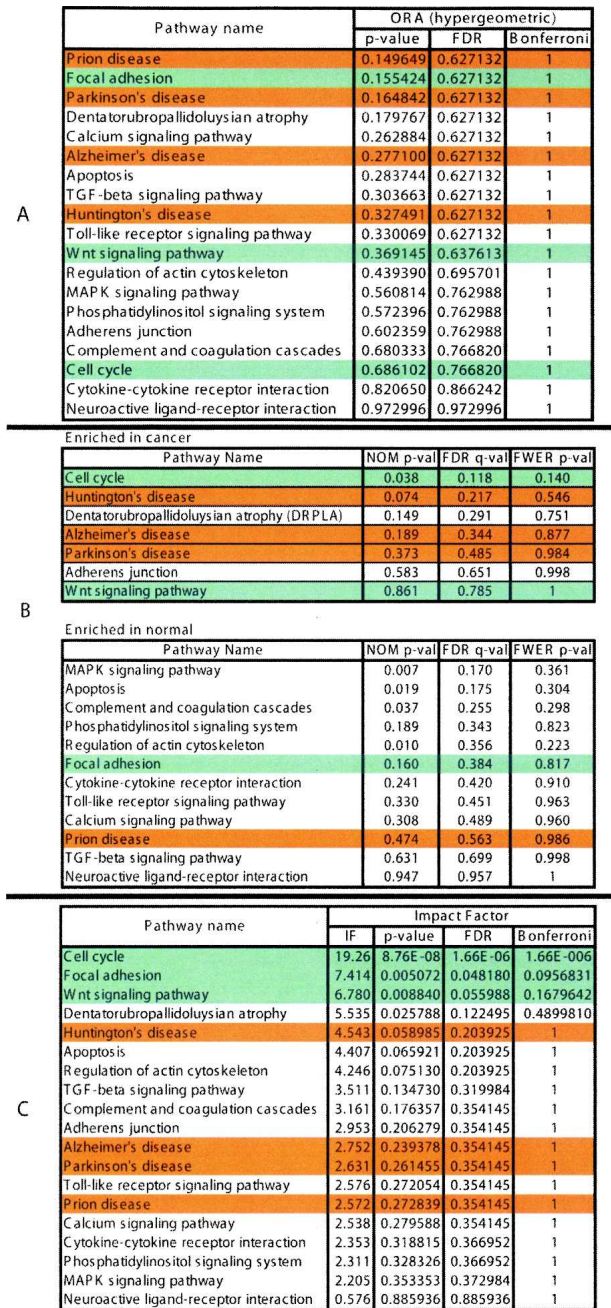 Pathway name ORA (hypergeometric)
p-value FDR Bonferroni
Prion disease 0.149649 0.627132 1
Focal adhesion 0.155424 0.627132 1
Parkinson's disease 0.164842 0.627132 1
Dentatorubropallidoluysian atrophy 0.179767 0.627132 1
Calcium signaling pathway 0.262884 0.627132 1
Alzheimer's disease 0.277100 0.627132 1
Apoptosis 0.283744 0.627132 1
TGF-beta signaling pathway 0.303663 0.627132 1
A
Huntington's disease 0.327491 0.627132 1
Toll-like receptor signaling pathway 0.330069 0.627132 1
Wnt signaling pathway 0.369145 0.637613 1
Regulation of actin cytoskeleton 0.439390 0.695701 1
MAPK signaling pathway 0.560814 0.762988 1
Phosphatidylinositol signaling system 0.572396 0.762988 1
Adherens junction 0.602359 0.762988 1
Complement and coagulation cascades 0.680333 0.766820 1
Cell cycle 0.686102 0.766820 1
Cytokine-cytokine receptor interaction 0.820650 0.866242 1
Neuroactive ligand-receptor interaction 0.972996 0.972996 1
Enriched in cancer
Pathway Name NOM p-val FDR q-val FWER p-val
Cell cycle 0.038 0.118 0.140
Huntington's disease 0.074 0.217 0.546
Dentatorubropallidoluysian atrophy (DRPLA) 0.149 0.291 0.751
Alzheimer's disease 0.189 0.344 0.877
Parkinson's disease 0.373 0.485 0.984
Adherens junction 0.583 0.651 0.998
Wnt signaling pathway 0.861 0.785 1
B
Enriched in normal
Pathway Name NOM p-val FDR q-val FWER p-val
MAPK signaling pathway 0.007 0.170 0.361
Apoptosis 0.019 0.175 0.304
Complement and coagulation cascades 0.037 0.255 0.298
Phosphatidylinositol signaling system 0.189 0.343 0.823
Regulation of actin cytoskeleton 0.010 0.356 0.223
Focal adhesion 0.160 0.384 0.817
Cytokine-cytokine receptor interaction 0.241 0.420 0.910
Toll-like receptor signaling pathway 0.330 0.451 0.963
Calcium signaling pathway 0.308 0.489 0.960
Prion disease 0.474 0.563 0.986
TGF-beta signaling pathway 0.631 0.699 0.998
Neuroactive ligand-receptor interaction 0.947 0.957 1
Pathway name Impact Factor
IF p-value FDR Bonferroni
Cell cycle 19.26 8.76E-08 1.66E-06 1.66E-006
Focal adhesion 7.414 0.005072 0.048180 0.0956831
Wnt signaling pathway 6.780 0.008840 0.055988 0.1679642
Dentatorubropallidoluysian atrophy 5.535 0.025788 0.122495 0.4899810
Huntington's disease 4.543 0.058985 0.203925 1
Apoptosis 4.407 0.065921 0.203925 1
Regulation of actin cytoskeleton 4.246 0.075130 0.203925 1
TGF-beta signaling pathway 3.511 0.134730 0.319984 1
C
Complement and coagulation cascades 3.161 0.176357 0.354145 1
Adherens junction 2.953 0.206279 0.354145 1
Alzheimer's disease 2.752 0.239378 0.354145 1
Parkinson's disease 2.631 0.261455 0.354145 1
Toll-like receptor signaling pathway 2.576 0.272054 0.354145 1
Prion disease 2.572 0.272839 0.354145 1
Calcium signaling pathway 2.538 0.279588 0.354145 1
Cytokine-cytokine receptor interaction 2.353 0.318815 0.366952 1
Phosphatidylinositol signaling system 2.311 0.328326 0.366952 1
MAPK signaling pathway 2.205 0.353353 0.372984 1
Neuroactive ligand-receptor interaction 0.576 0.885936 0.885936 1